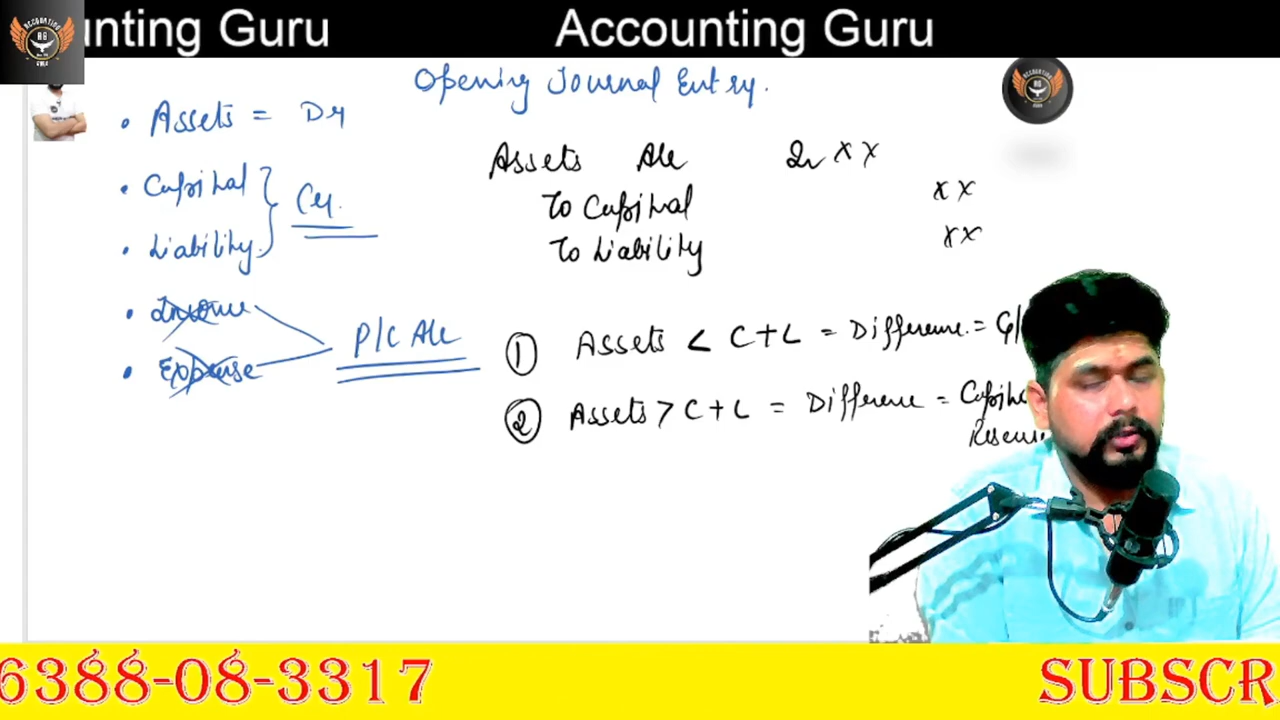 unting Guru
Accounting Guru
Opening Journal Entry.
• Assets = Dr
• Capital
• Liability
Cr.
• Income
• Expense
P/L A/c
Assets A/c Dr XX
To Capital XX
To Liability XX
① Assets < C+L = Difference = G/
② Assets > C+L = Difference = Capital
Reserve
6388-08-3317
SUBSCR